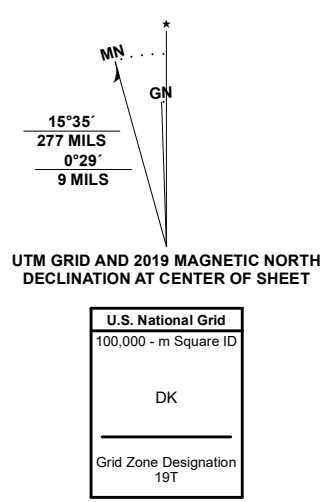 MN
GN
15°35´
277 MILS
0°29´
9 MILS
UTM GRID AND 2019 MAGNETIC NORTH
DECLINATION AT CENTER OF SHEET
U.S. National Grid
100,000 - m Square ID
DK
Grid Zone Designation
19T